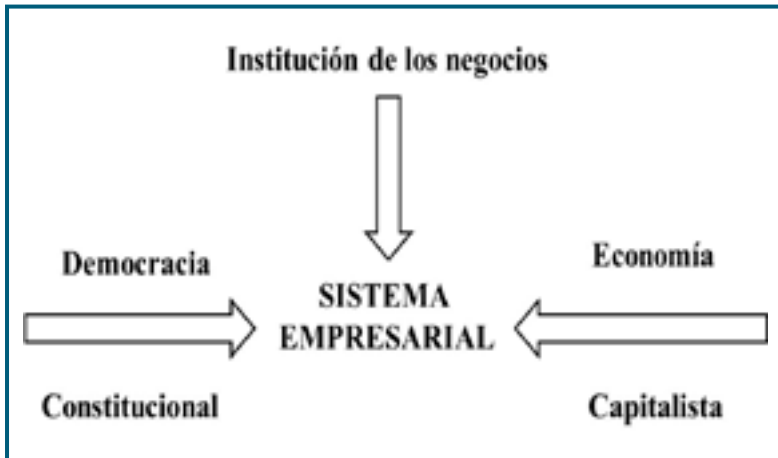 Institución de los negocios
Democracia
Economía
SISTEMA
EMPRESARIAL
Constitucional
Capitalista